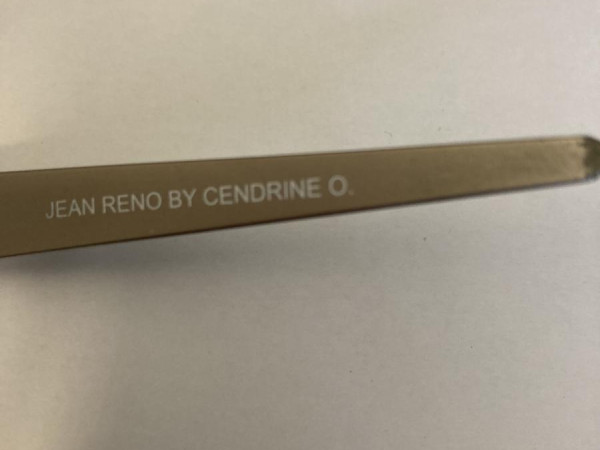 JEAN RENO BY CENDRINE O.